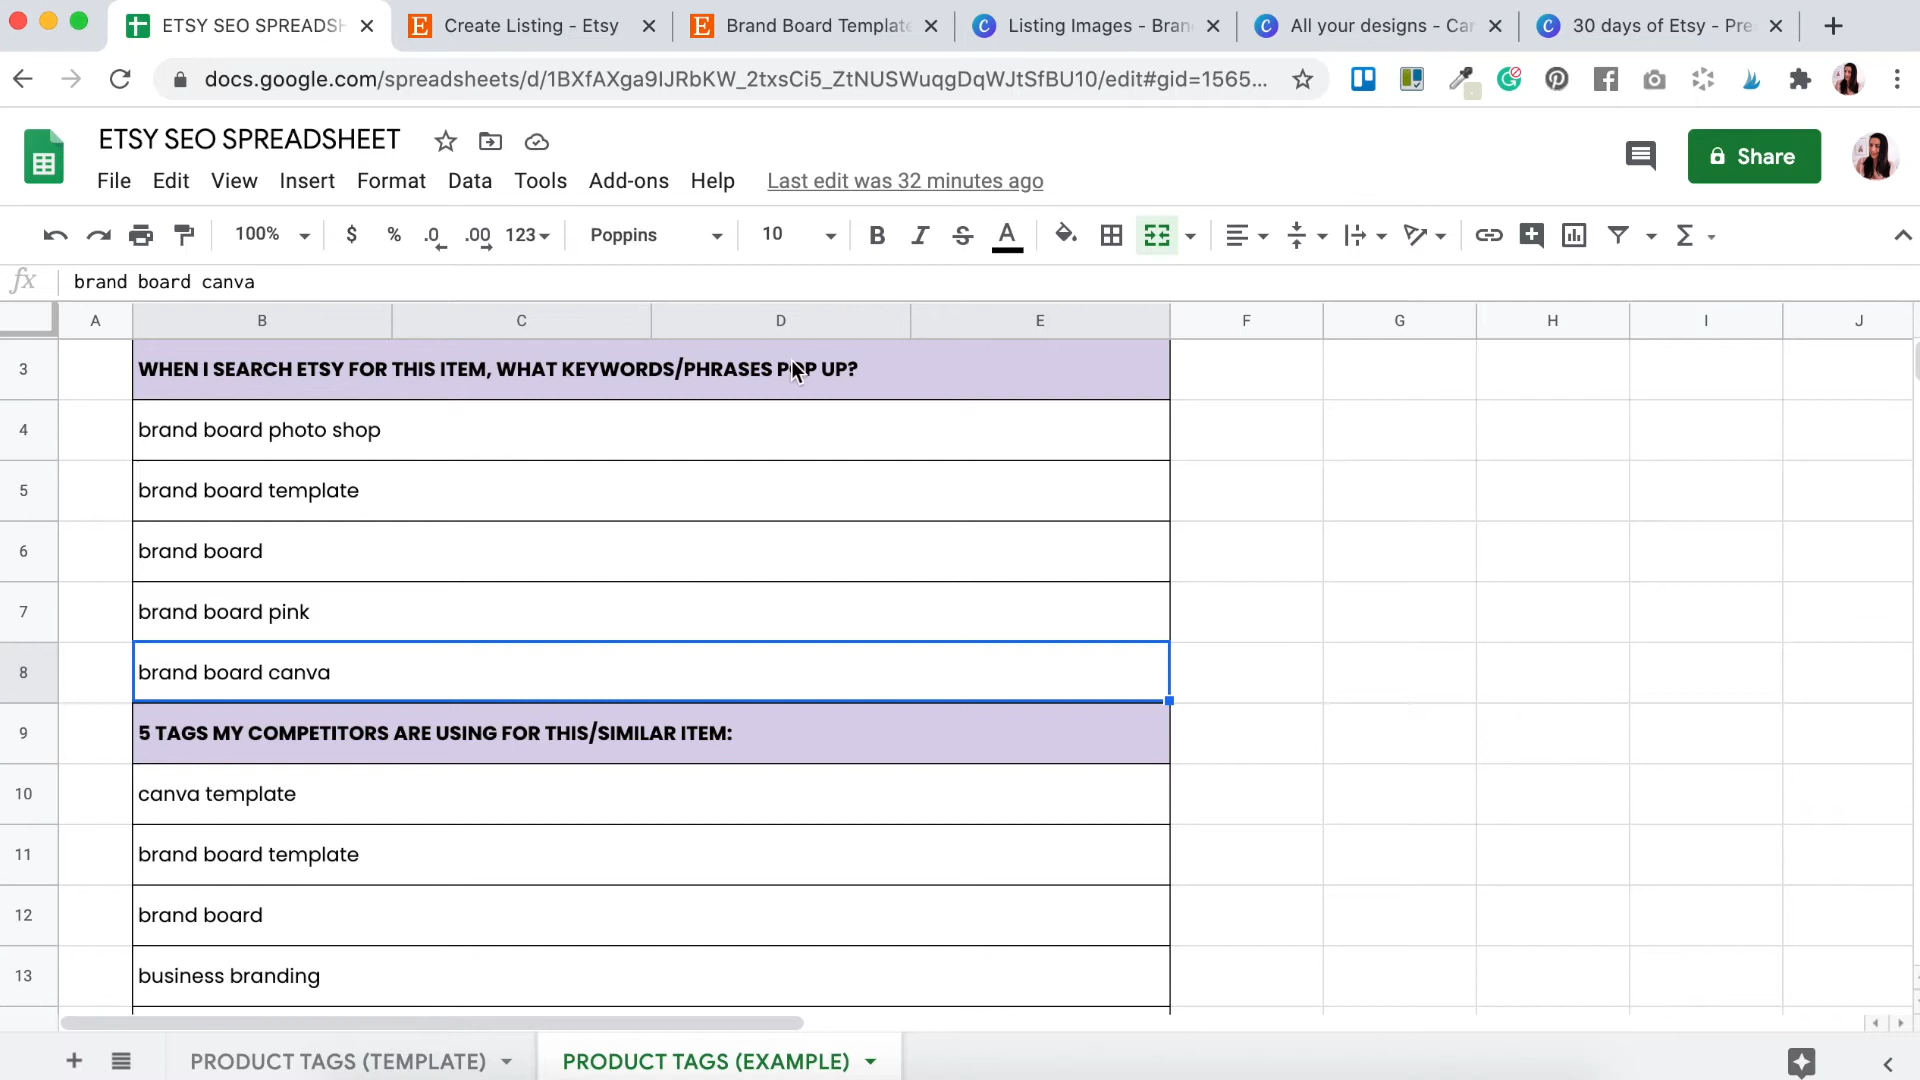 ETSY SEO SPREADSH
Create Listing - Etsy
Brand Board Template
Listing Images - Bran
All your designs - Can
30 days of Etsy - Pre
docs.google.com/spreadsheets/d/1BXfAXga9IJRbKW_2txsCi5_ZtNUSWuqgDqWJtSfBU10/edit#gid=1565...
ETSY SEO SPREADSHEET
File Edit View Insert Format Data Tools Add-ons Help Last edit was 32 minutes ago
Share
100% $ % .0 .00 123 Poppins 10 B I S A
fx brand board canva
A B C D E F G H I J
3 WHEN I SEARCH ETSY FOR THIS ITEM, WHAT KEYWORDS/PHRASES POP UP?
4 brand board photo shop
5 brand board template
6 brand board
7 brand board pink
8 brand board canva
9 5 TAGS MY COMPETITORS ARE USING FOR THIS/SIMILAR ITEM:
10 canva template
11 brand board template
12 brand board
13 business branding
PRODUCT TAGS (TEMPLATE) PRODUCT TAGS (EXAMPLE)